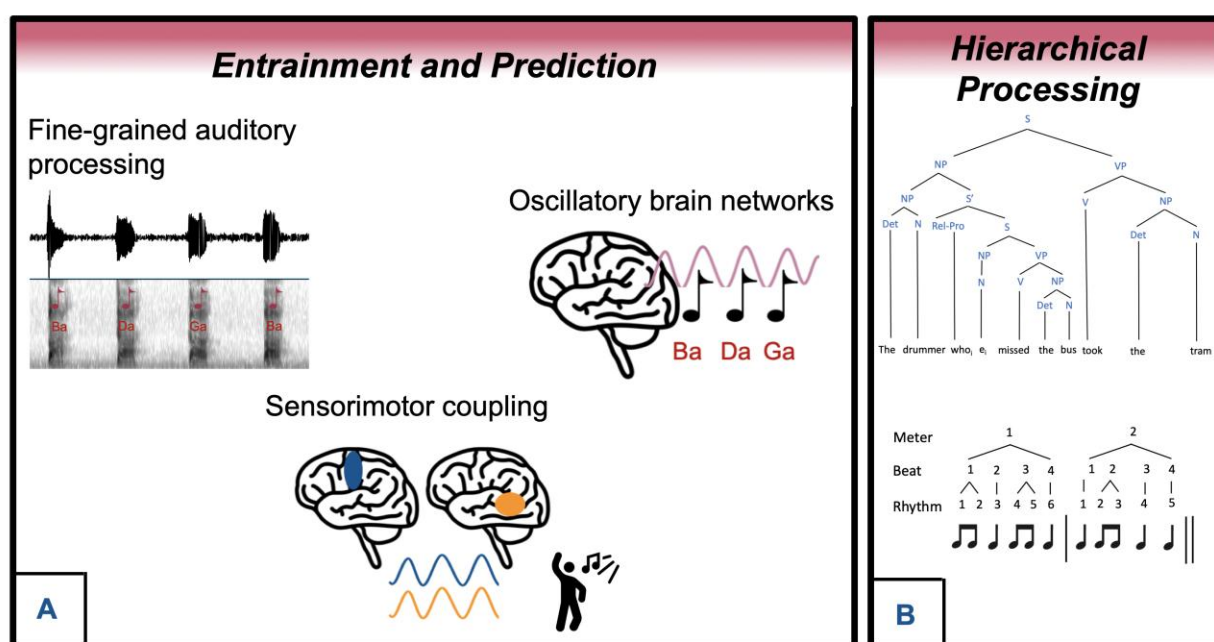 Entrainment and Prediction
Fine-grained auditory
processing
Ba Da Ga Ba
Oscillatory brain networks
Ba Da Ga
Sensorimotor coupling
A
Hierarchical
Processing
S
NP VP
NP S' V NP
Det N Rel-Pro S Det N
NP VP
N V NP
Det N
The drummer whoi ei missed the bus took the tram
Meter 1 2
Beat 1 2 3 4 1 2 3 4
Rhythm 1 2 3 4 5 6 1 2 3 4 5
B